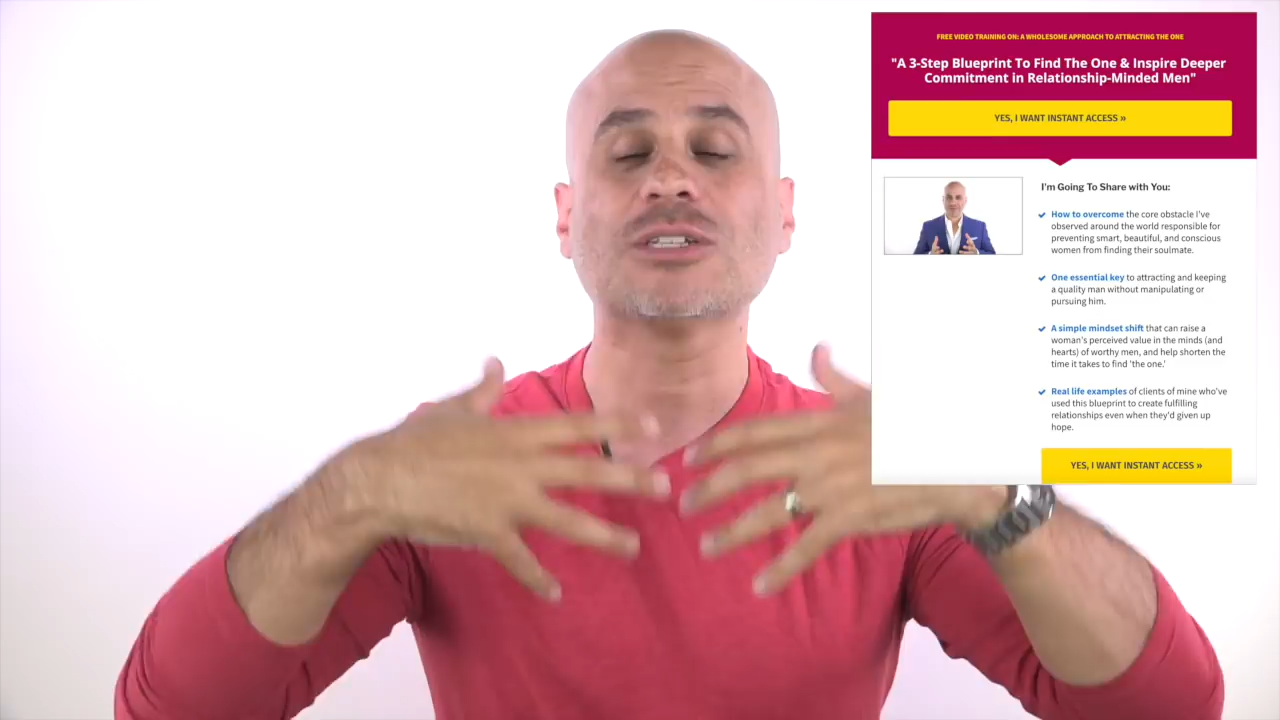 FREE VIDEO TRAINING ON: A WHOLESOME APPROACH TO ATTRACTING THE ONE
"A 3-Step Blueprint To Find The One & Inspire Deeper
Commitment in Relationship-Minded Men"
YES, I WANT INSTANT ACCESS »
I'm Going To Share with You:
How to overcome the core obstacle I've
observed around the world responsible for
preventing smart, beautiful, and conscious
women from finding their soulmate.
One essential key to attracting and keeping
a quality man without manipulating or
pursuing him.
A simple mindset shift that can raise a
woman's perceived value in the minds (and
hearts) of worthy men, and help shorten the
time it takes to find 'the one.'
Real life examples of clients of mine who've
used this blueprint to create fulfilling
relationships even when they'd given up
hope.
YES, I WANT INSTANT ACCESS »